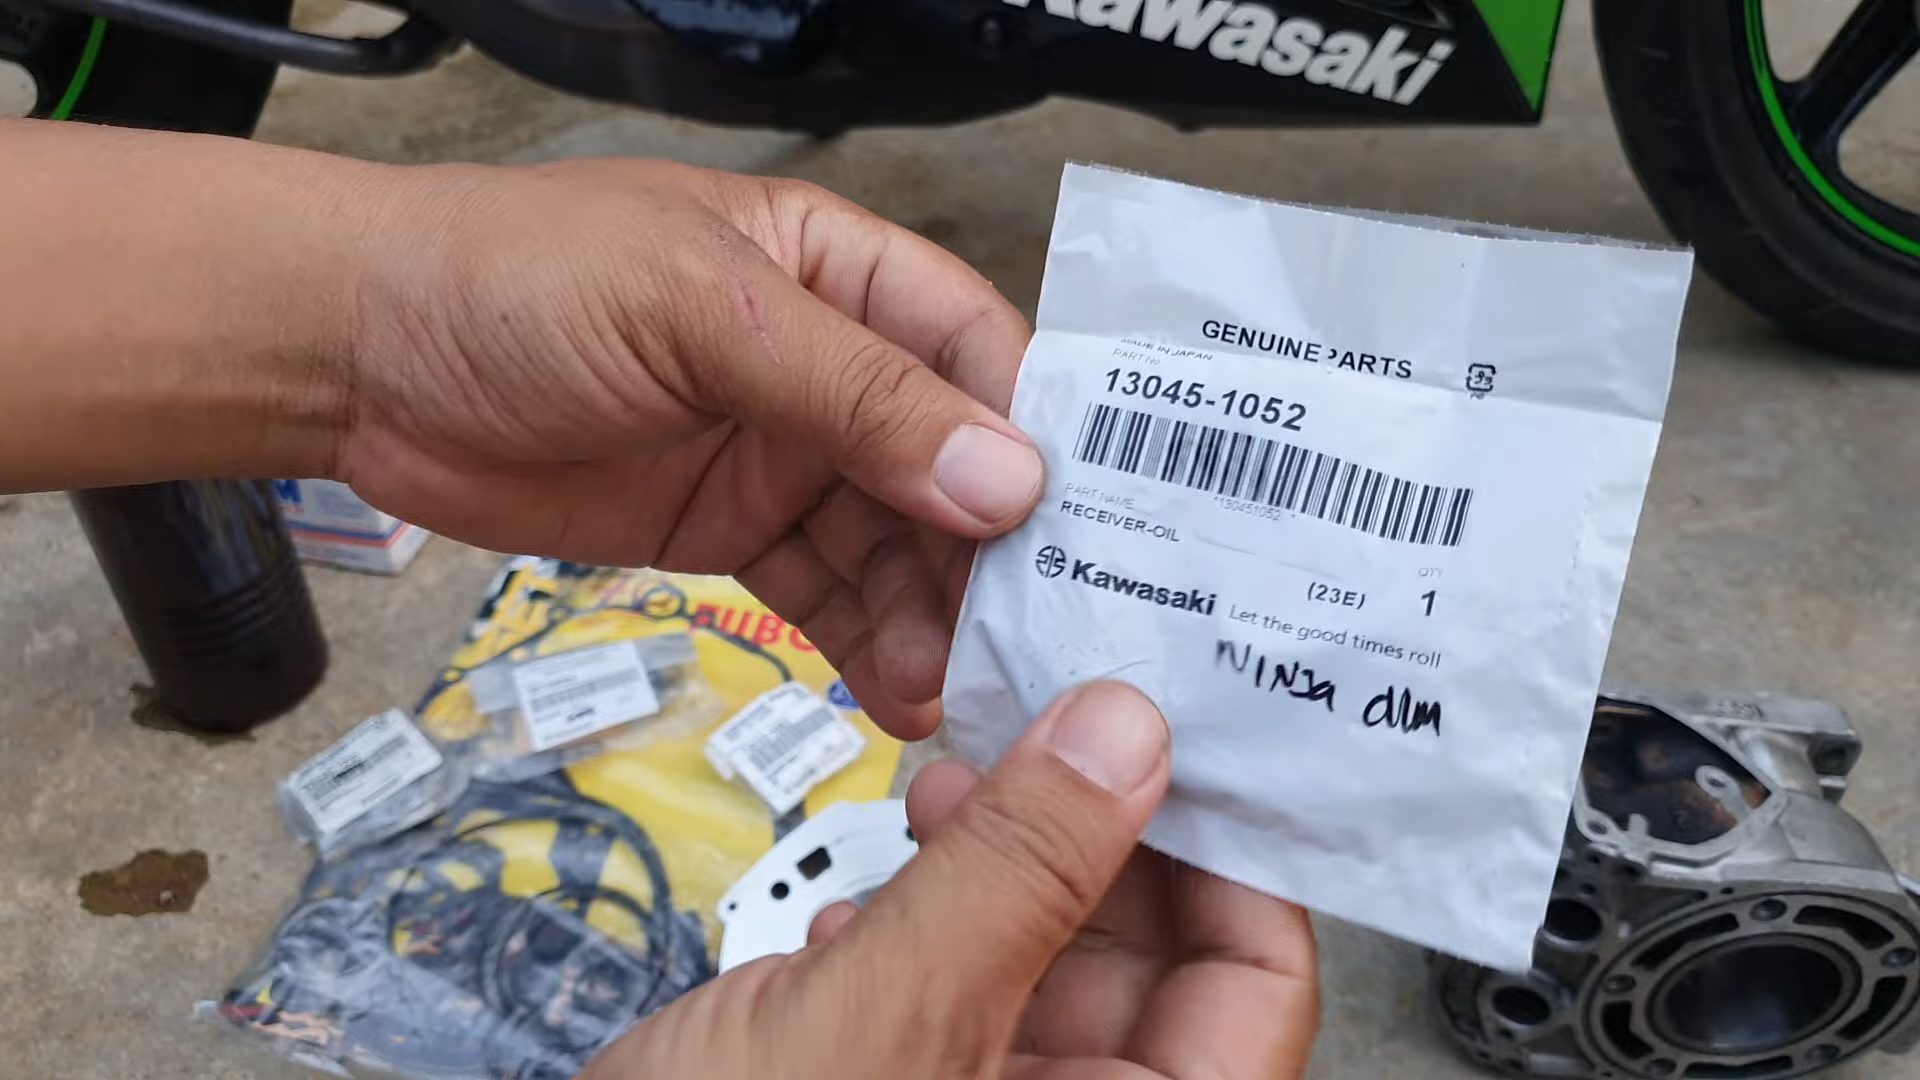 Kawasaki
GENUINE PARTS
MADE IN JAPAN
PART No
13045-1052
*130451052 *
PART NAME
RECEIVER-OIL
QTY
(23E) 1
Kawasaki Let the good times roll
NINJA dlm